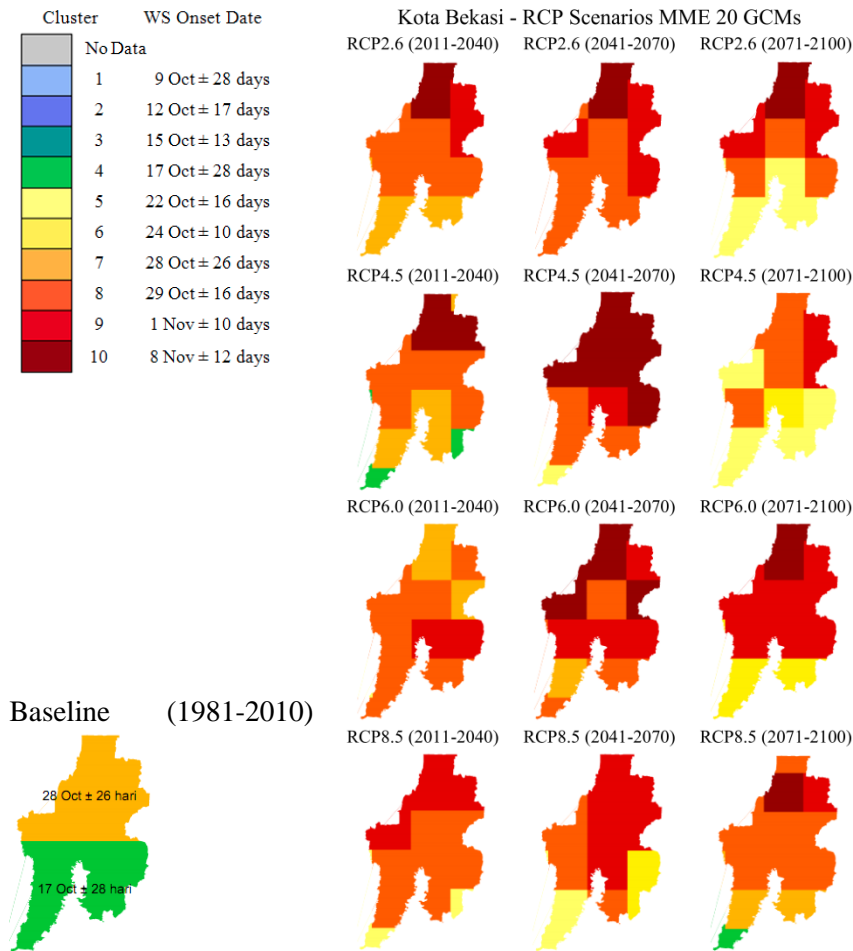 Cluster WS Onset Date
No Data
1 9 Oct ± 28 days
2 12 Oct ± 17 days
3 15 Oct ± 13 days
4 17 Oct ± 28 days
5 22 Oct ± 16 days
6 24 Oct ± 10 days
7 28 Oct ± 26 days
8 29 Oct ± 16 days
9 1 Nov ± 10 days
10 8 Nov ± 12 days
Kota Bekasi - RCP Scenarios MME 20 GCMs
RCP2.6 (2011-2040) RCP2.6 (2041-2070) RCP2.6 (2071-2100)
RCP4.5 (2011-2040) RCP4.5 (2041-2070) RCP4.5 (2071-2100)
RCP6.0 (2011-2040) RCP6.0 (2041-2070) RCP6.0 (2071-2100)
RCP8.5 (2011-2040) RCP8.5 (2041-2070) RCP8.5 (2071-2100)
Baseline (1981-2010)
28 Oct ± 26 hari
17 Oct ± 28 hari